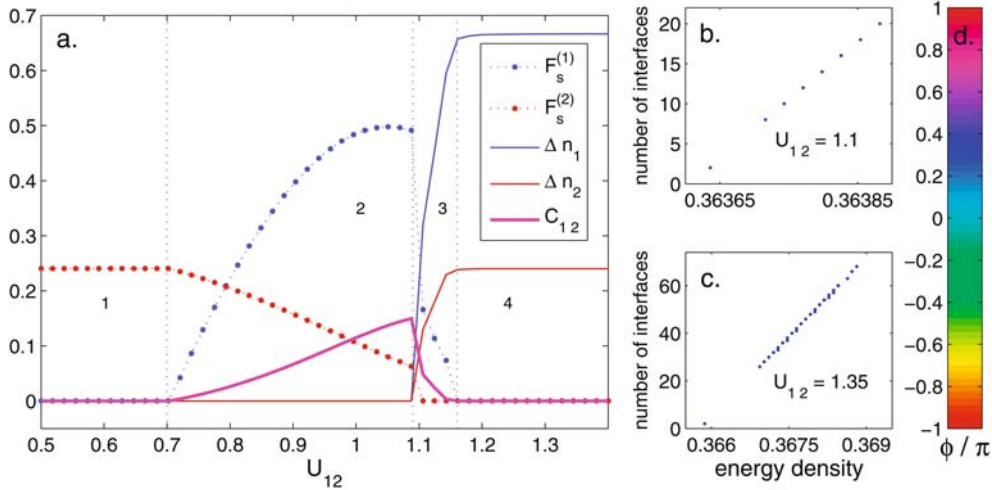 a.
0.7
0.6
0.5
0.4
0.3
0.2
0.1
0
0.5 0.6 0.7 0.8 0.9 1 1.1 1.2 1.3
U12
1
2
3
4
Fs(1)
Fs(2)
Δ n1
Δ n2
C12
b.
number of interfaces
20
15
10
5
0
U12 = 1.1
0.36365 0.36385
c.
number of interfaces
60
40
20
0
U12 = 1.35
0.366 0.3675 0.369
energy density
d.
1
0.8
0.6
0.4
0.2
0
−0.2
−0.4
−0.6
−0.8
−1
ϕ / π